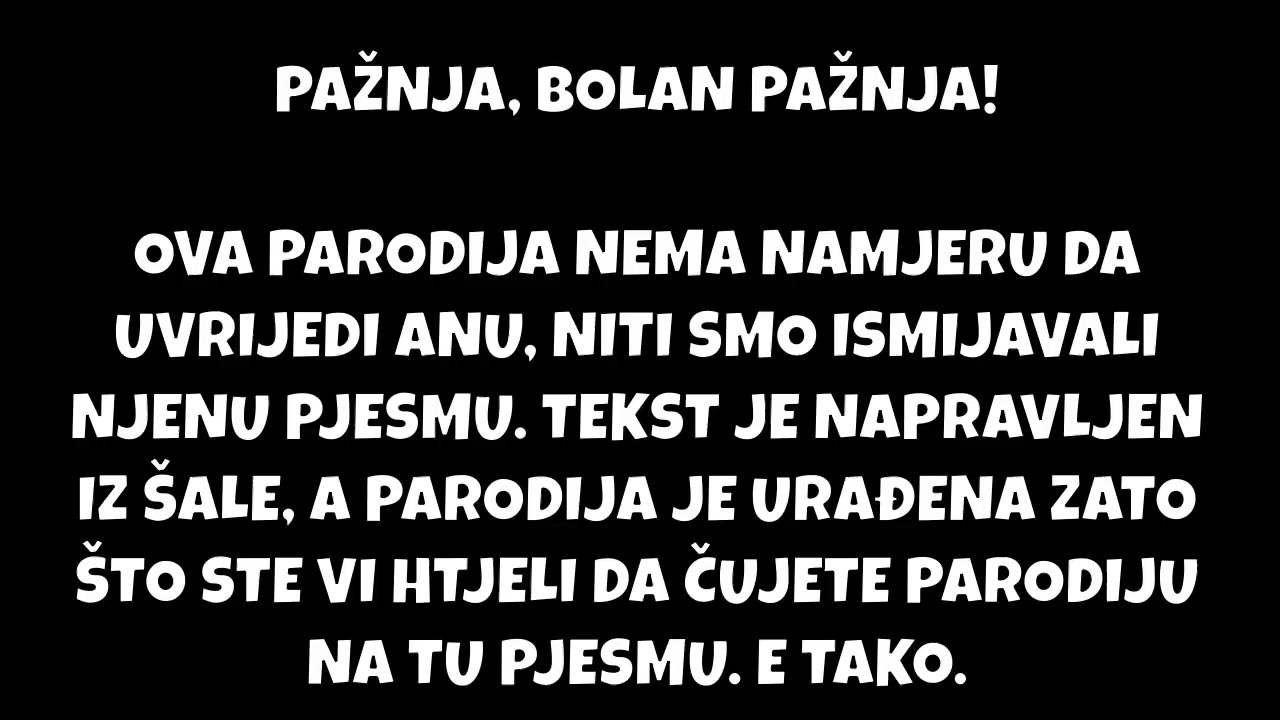 PAŽNJA, BOLAN PAŽNJA!
OVA PARODIJA NEMA NAMJERU DA
UVRIJEDI ANU, NITI SMO ISMIJAVALI
NJENU PJESMU. TEKST JE NAPRAVLJEN
IZ ŠALE, A PARODIJA JE URAĐENA ZATO
ŠTO STE VI HTJELI DA ČUJETE PARODIJU
NA TU PJESMU. E TAKO.